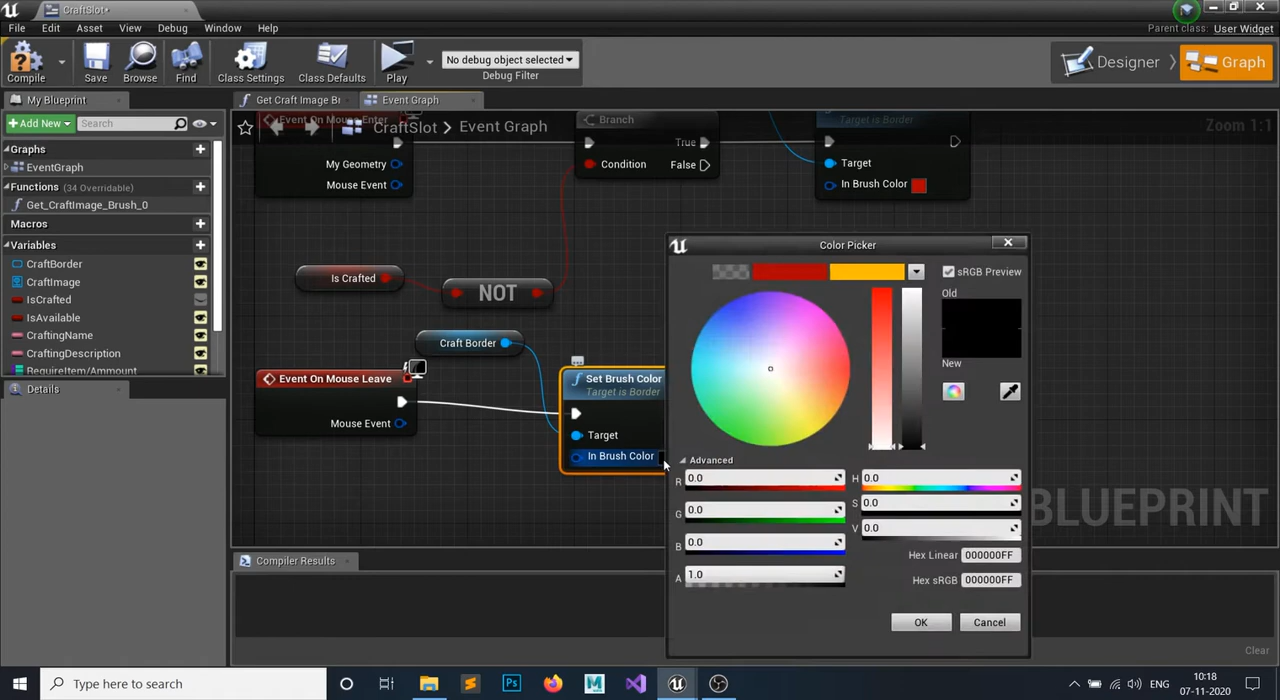 CraftSlot*
File Edit Asset View Window Help
Parent class: User Widget
Compile
Save
Browse
Find
Class Settings
Class Defaults
Play
No debug object selected
Debug Filter
Designer
Graph
My Blueprint
Get Craft Image Br
Event Graph
Add New
Search
CraftSlot > Event Graph
Zoom 1:1
Graphs
EventGraph
Functions (34 Overridable)
Get_CraftImage_Brush_0
Macros
Variables
CraftBorder
CraftImage
IsCrafted
IsAvailable
CraftingName
CraftingDescription
RequireItem/Ammount
Details
Event On Mouse Enter
My Geometry
Mouse Event
Branch
True
Condition
False
Target is Border
Target
In Brush Color
Is Crafted
NOT
Craft Border
Event On Mouse Leave
Mouse Event
Set Brush Color
Target is Border
Target
In Brush Color
BLUEPRINT
Color Picker
sRGB Preview
Old
New
Advanced
R 0.0
G 0.0
B 0.0
A 1.0
H 0.0
S 0.0
V 0.0
Hex Linear 000000FF
Hex sRGB 000000FF
OK
Cancel
Compiler Results
Clear
Type here to search
Ps
M
ENG
10:18
07-11-2020